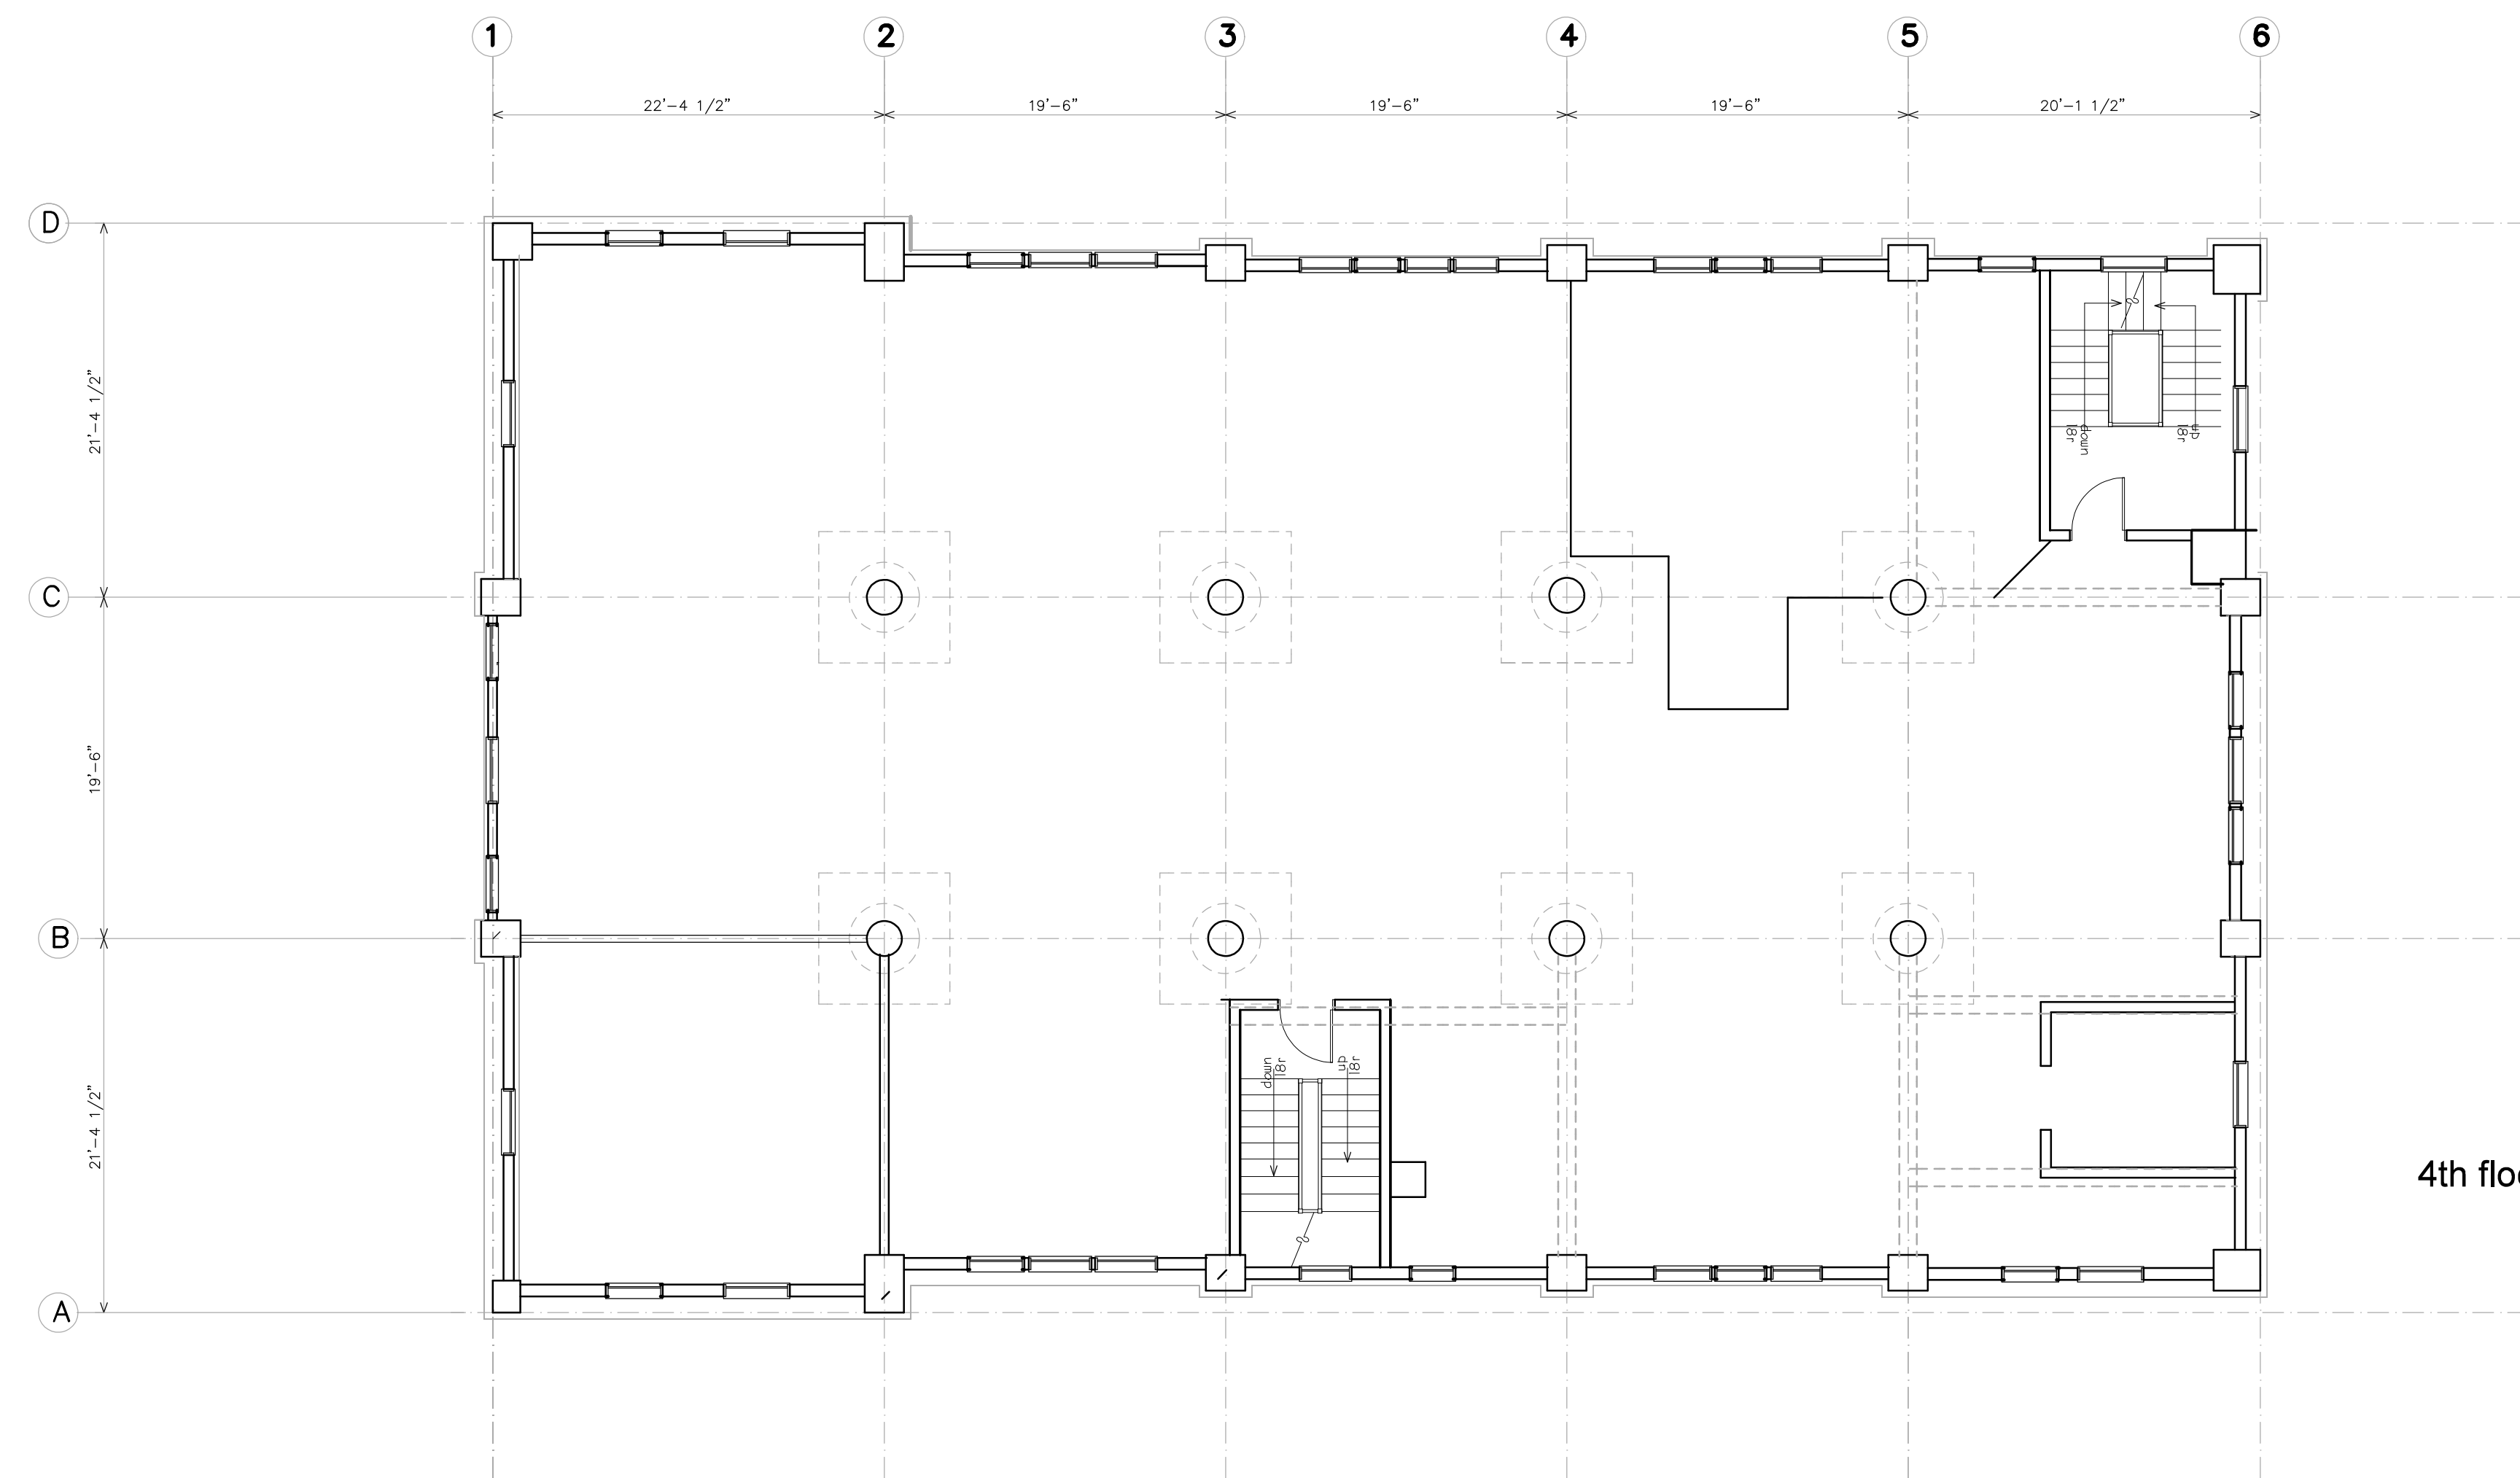 1 2 3 4 5 6
22'-4 1/2" 19'-6" 19'-6" 19'-6" 20'-1 1/2"
D
21'-4 1/2"
down
18r
up
18r
C
19'-6"
B
21'-4 1/2"
down
18r
up
18r
4th floo
A